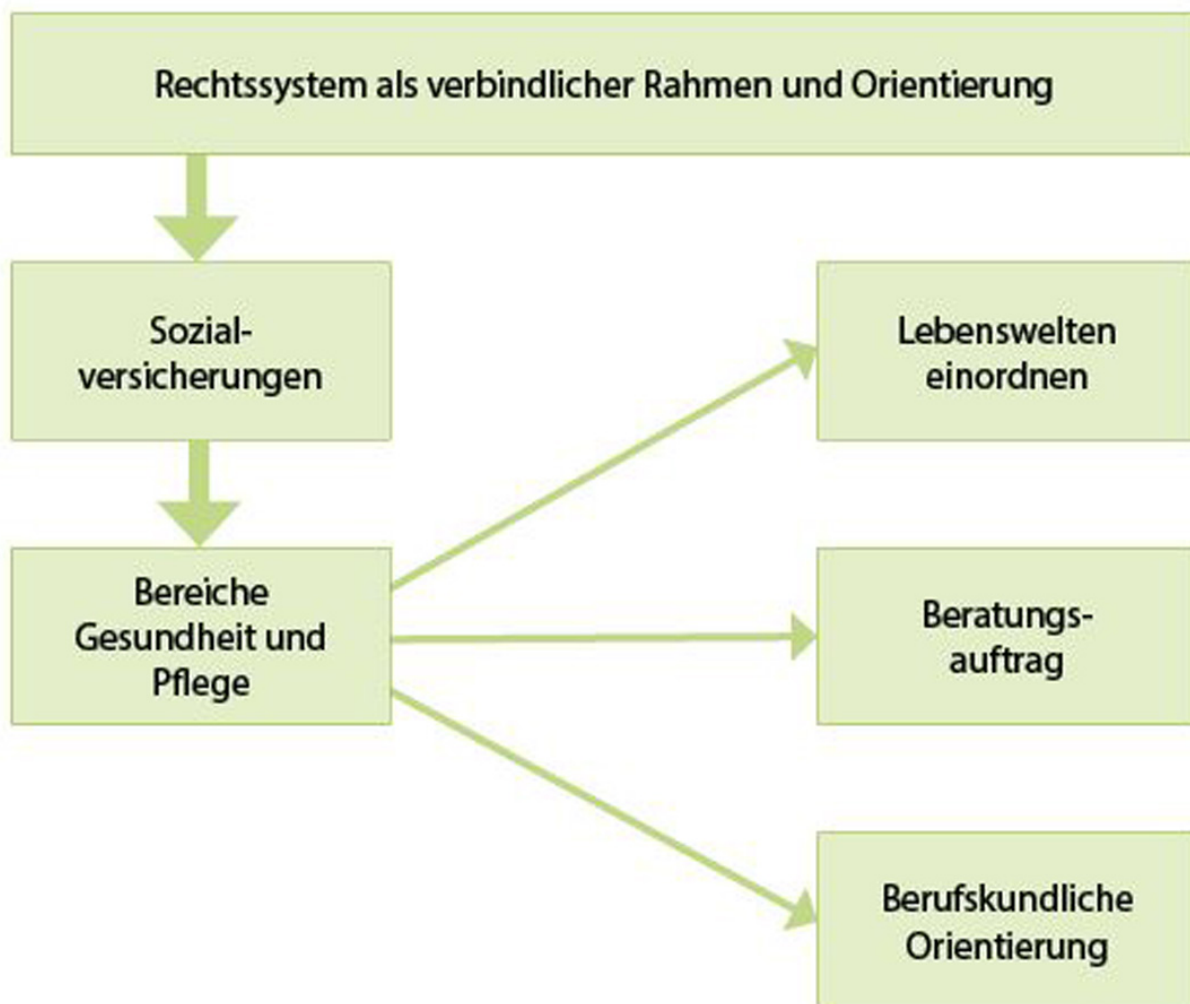 Rechtssystem als verbindlicher Rahmen und Orientierung
Sozial-
versicherungen
Bereiche
Gesundheit und
Pflege
Lebenswelten
einordnen
Beratungs-
auftrag
Berufskundliche
Orientierung